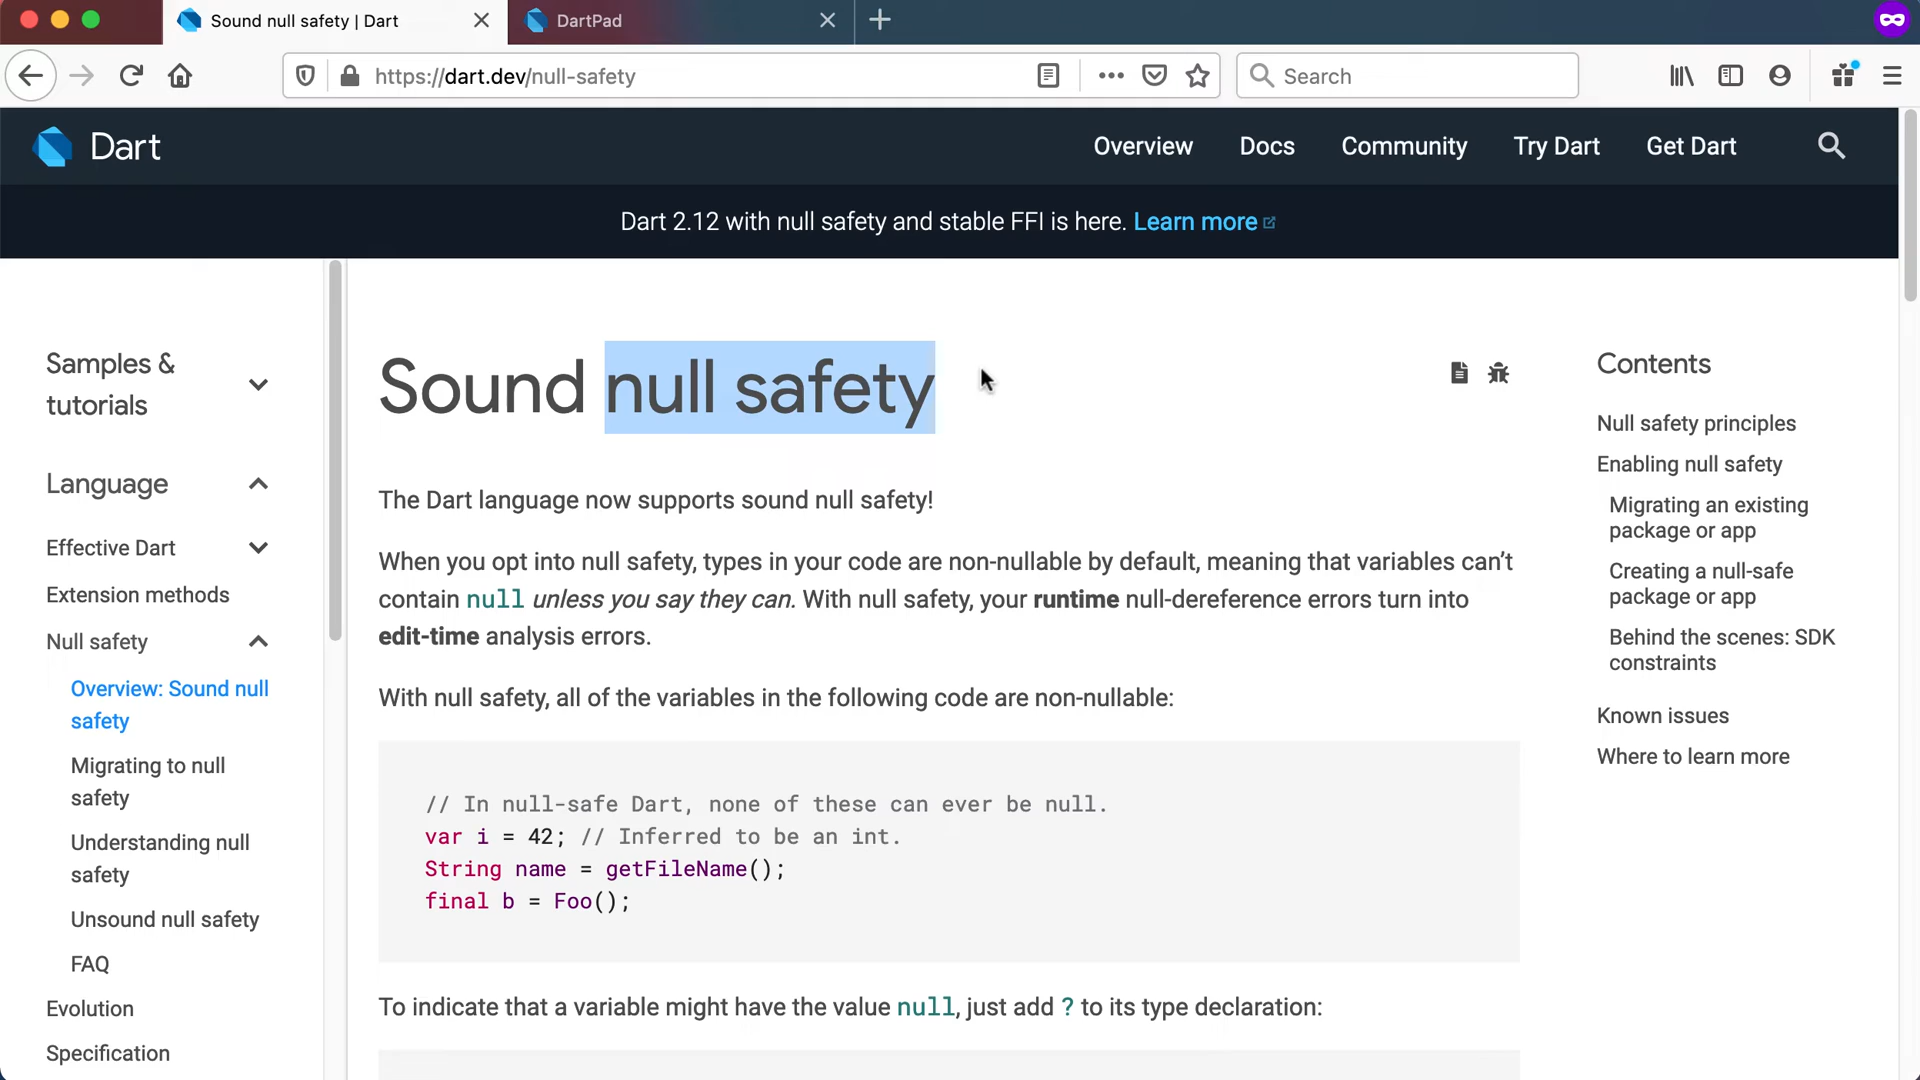 Sound null safety | Dart
DartPad
https://dart.dev/null-safety
Search
Dart
Overview
Docs
Community
Try Dart
Get Dart
Dart 2.12 with null safety and stable FFI is here. Learn more
Samples &
tutorials
Language
Effective Dart
Extension methods
Null safety
Overview: Sound null
safety
Migrating to null
safety
Understanding null
safety
Unsound null safety
FAQ
Evolution
Specification
Sound null safety
The Dart language now supports sound null safety!
When you opt into null safety, types in your code are non-nullable by default, meaning that variables can’t
contain null unless you say they can. With null safety, your runtime null-dereference errors turn into
edit-time analysis errors.
With null safety, all of the variables in the following code are non-nullable:
// In null-safe Dart, none of these can ever be null.
var i = 42; // Inferred to be an int.
String name = getFileName();
final b = Foo();
To indicate that a variable might have the value null, just add ? to its type declaration:
Contents
Null safety principles
Enabling null safety
Migrating an existing
package or app
Creating a null-safe
package or app
Behind the scenes: SDK
constraints
Known issues
Where to learn more